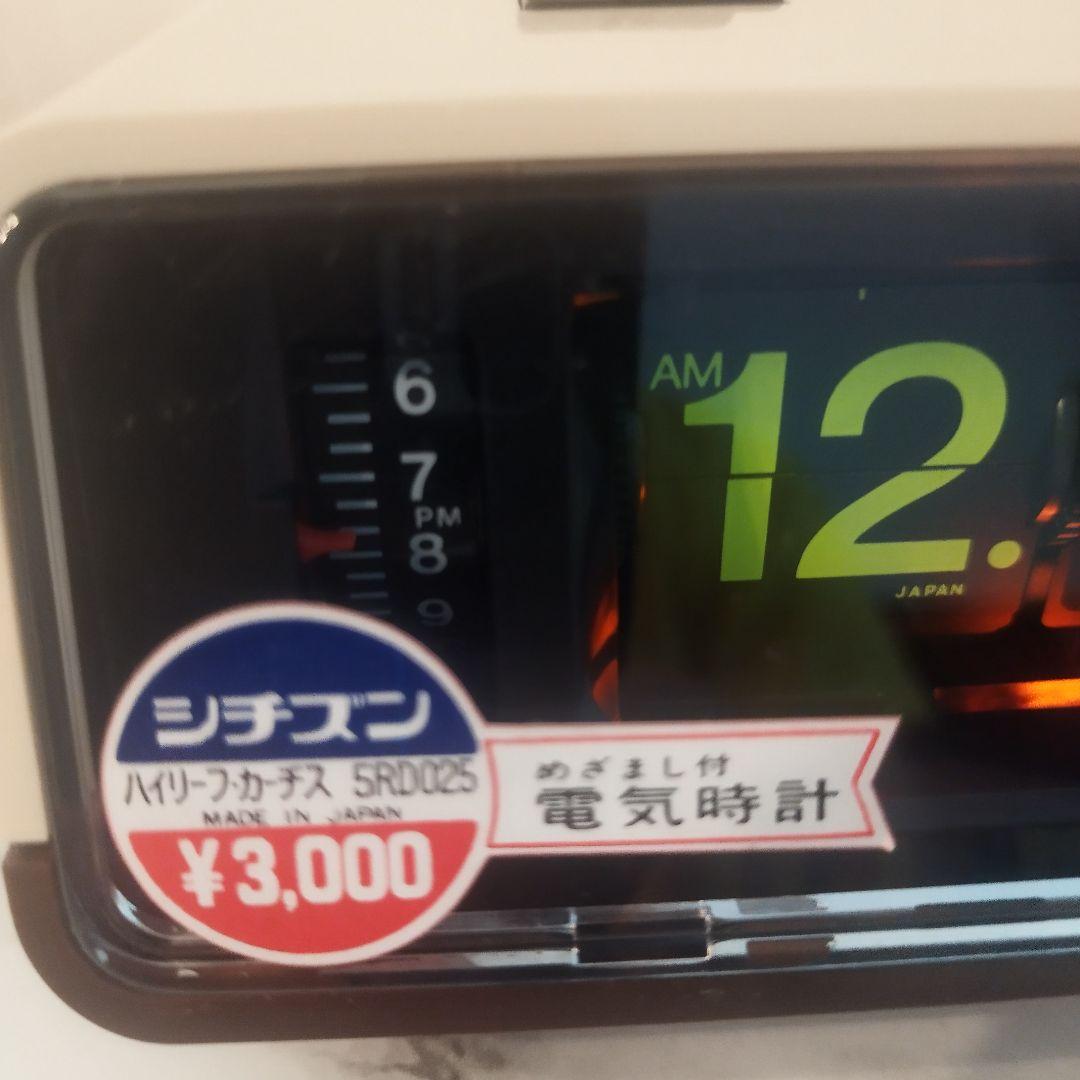 6
7
PM
8
9
AM
12.
JAPAN
シチズン
ハイリーフ・カーチス 5RD025
MADE IN JAPAN
¥3,000
めざまし付
電気時計